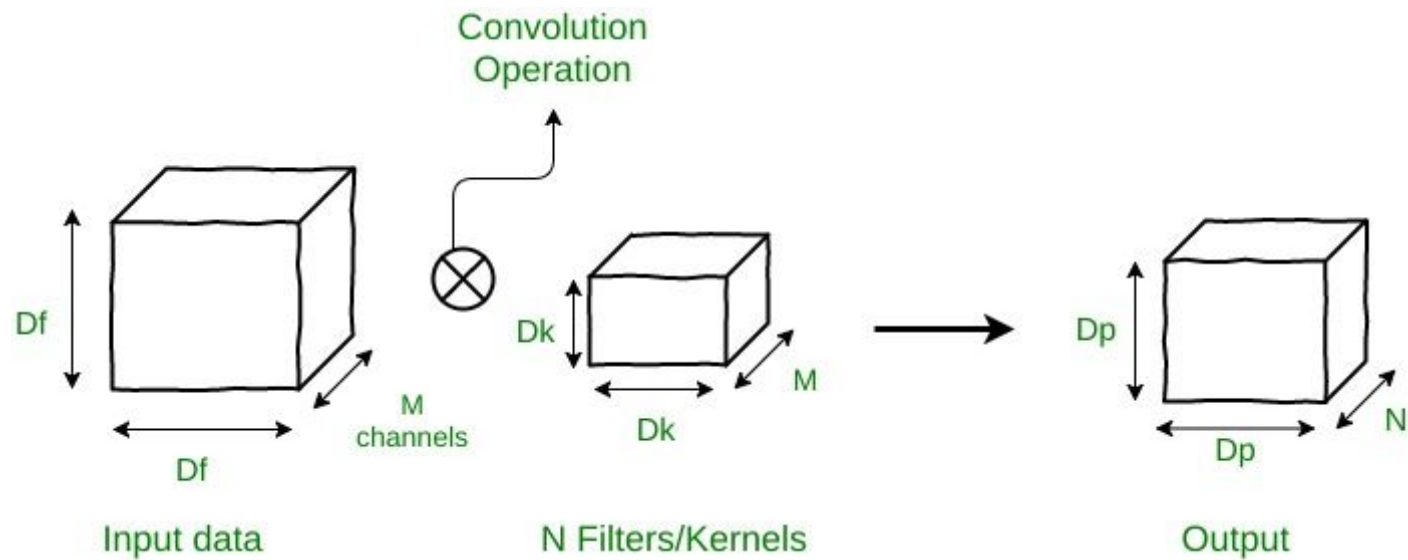 Convolution
Operation
Df
M
channels
Df
Input data
Dk
M
Dk
N Filters/Kernels
Dp
N
Dp
Output